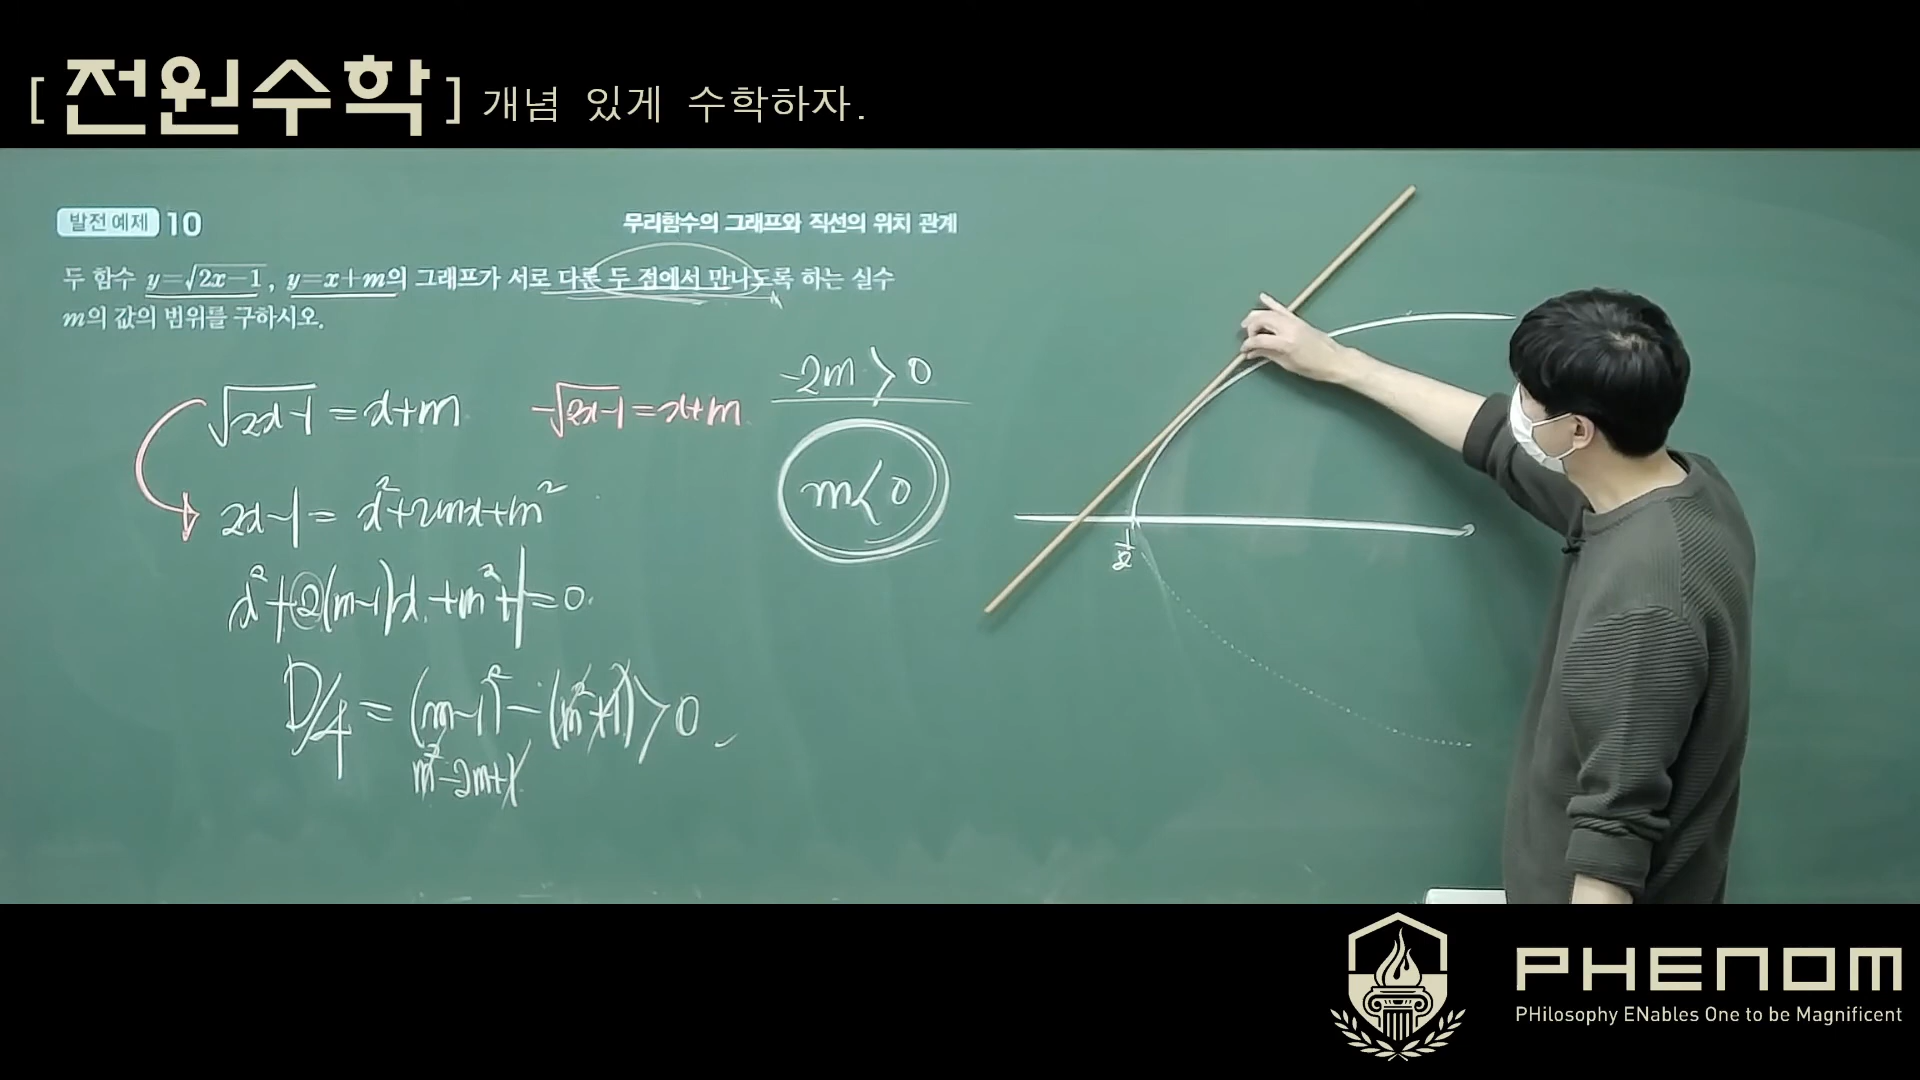 [전원수학] 개념 있게 수학하자.
발전 예제 10
무리함수의 그래프와 직선의 위치 관계
두 함수 y=√2x-1, y=x+m의 그래프가 서로 다른 두 점에서 만나도록 하는 실수
m의 값의 범위를 구하시오.
√2x-1 = x+m
-√2x-1 = x+m
-2m > 0
m < 0
2x-1 = x²+2mx+m²
x²+2(m-1)x+m²+1=0.
D/4 = (m-1)²-(m²+1)>0
m²-2m+1
1/2
PHENOM
PHilosophy ENables One to be Magnificent